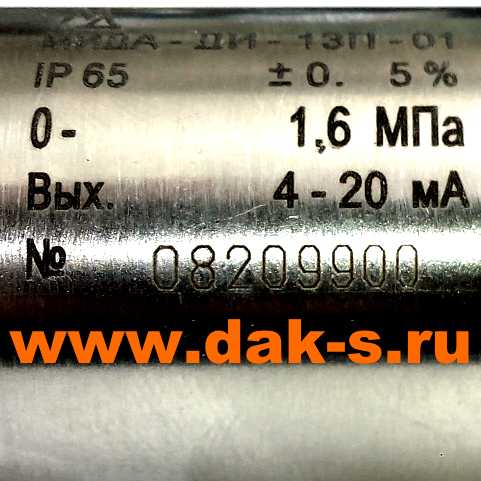 МИДА-ДИ-13П-01
IP 65 ±0. 5%
0- 1,6 МПа
Вых. 4-20 мА
№ 08209900
www.dak-s.ru